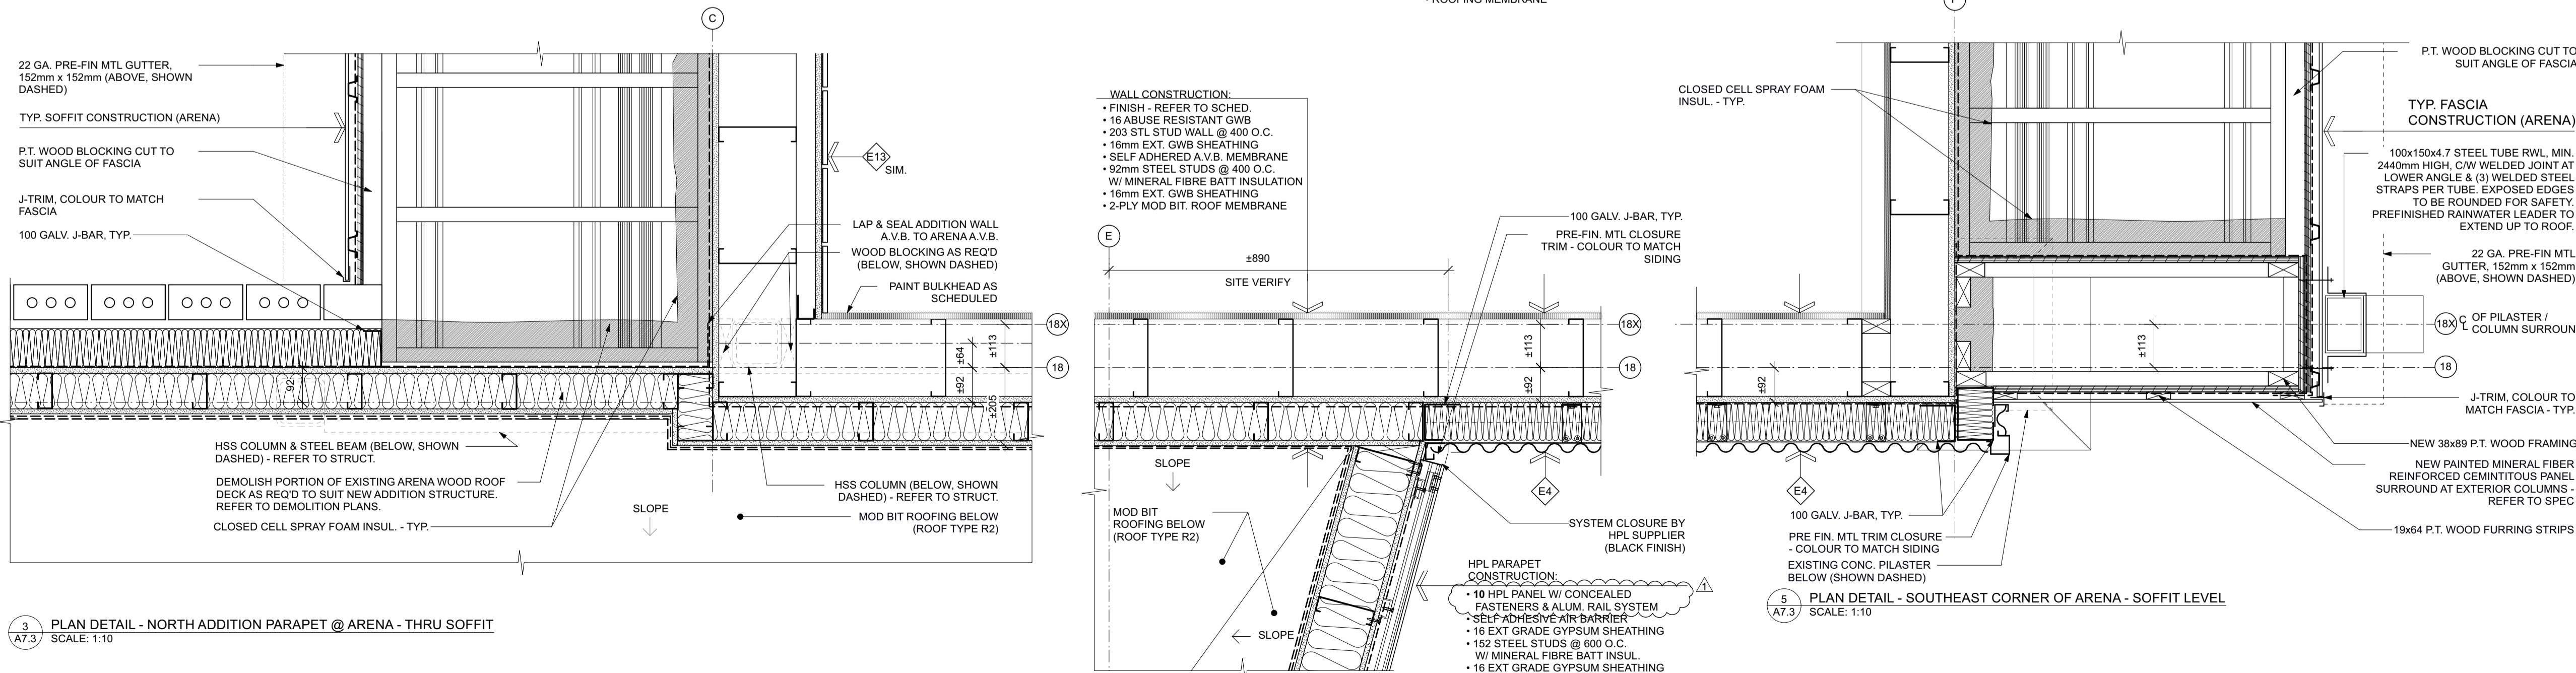 C
22 GA. PRE-FIN MTL GUTTER,
152mm x 152mm (ABOVE, SHOWN
DASHED)
TYP. SOFFIT CONSTRUCTION (ARENA)
P.T. WOOD BLOCKING CUT TO
SUIT ANGLE OF FASCIA
J-TRIM, COLOUR TO MATCH
FASCIA
100 GALV. J-BAR, TYP.
E13
SIM.
LAP & SEAL ADDITION WALL
A.V.B. TO ARENA A.V.B.
WOOD BLOCKING AS REQ'D
(BELOW, SHOWN DASHED)
PAINT BULKHEAD AS
SCHEDULED
18X
18
±64
±113
±92
±205
92
HSS COLUMN & STEEL BEAM (BELOW, SHOWN
DASHED) - REFER TO STRUCT.
DEMOLISH PORTION OF EXISTING ARENA WOOD ROOF
DECK AS REQ'D TO SUIT NEW ADDITION STRUCTURE.
REFER TO DEMOLITION PLANS.
CLOSED CELL SPRAY FOAM INSUL. - TYP.
SLOPE
HSS COLUMN (BELOW, SHOWN
DASHED) - REFER TO STRUCT.
MOD BIT ROOFING BELOW
(ROOF TYPE R2)
3
A7.3
PLAN DETAIL - NORTH ADDITION PARAPET @ ARENA - THRU SOFFIT
SCALE: 1:10
• ROOFING MEMBRANE
WALL CONSTRUCTION:
• FINISH - REFER TO SCHED.
• 16 ABUSE RESISTANT GWB
• 203 STL STUD WALL @ 400 O.C.
• 16mm EXT. GWB SHEATHING
• SELF ADHERED A.V.B. MEMBRANE
• 92mm STEEL STUDS @ 400 O.C.
W/ MINERAL FIBRE BATT INSULATION
• 16mm EXT. GWB SHEATHING
• 2-PLY MOD BIT. ROOF MEMBRANE
E
±890
SITE VERIFY
100 GALV. J-BAR, TYP.
PRE-FIN. MTL CLOSURE
TRIM - COLOUR TO MATCH
SIDING
18X
18
±113
±92
SLOPE
MOD BIT
ROOFING BELOW
(ROOF TYPE R2)
SLOPE
E4
SYSTEM CLOSURE BY
HPL SUPPLIER
(BLACK FINISH)
HPL PARAPET
CONSTRUCTION:
• 10 HPL PANEL W/ CONCEALED
FASTENERS & ALUM. RAIL SYSTEM
• SELF ADHESIVE AIR BARRIER
• 16 EXT GRADE GYPSUM SHEATHING
• 152 STEEL STUDS @ 600 O.C.
W/ MINERAL FIBRE BATT INSUL.
• 16 EXT GRADE GYPSUM SHEATHING
1
CLOSED CELL SPRAY FOAM
INSUL. - TYP.
P.T. WOOD BLOCKING CUT TO
SUIT ANGLE OF FASCIA
TYP. FASCIA
CONSTRUCTION (ARENA)
100x150x4.7 STEEL TUBE RWL, MIN.
2440mm HIGH, C/W WELDED JOINT AT
LOWER ANGLE & (3) WELDED STEEL
STRAPS PER TUBE. EXPOSED EDGES
TO BE ROUNDED FOR SAFETY.
PREFINISHED RAINWATER LEADER TO
EXTEND UP TO ROOF.
22 GA. PRE-FIN MTL
GUTTER, 152mm x 152mm
(ABOVE, SHOWN DASHED)
18X
C L OF PILASTER /
COLUMN SURROUN
18
±113
±92
J-TRIM, COLOUR TO
MATCH FASCIA - TYP.
NEW 38x89 P.T. WOOD FRAMING
NEW PAINTED MINERAL FIBER
REINFORCED CEMINTITOUS PANEL
SURROUND AT EXTERIOR COLUMNS -
REFER TO SPEC
19x64 P.T. WOOD FURRING STRIPS
E4
100 GALV. J-BAR, TYP.
PRE FIN. MTL TRIM CLOSURE
- COLOUR TO MATCH SIDING
EXISTING CONC. PILASTER
BELOW (SHOWN DASHED)
5
A7.3
PLAN DETAIL - SOUTHEAST CORNER OF ARENA - SOFFIT LEVEL
SCALE: 1:10